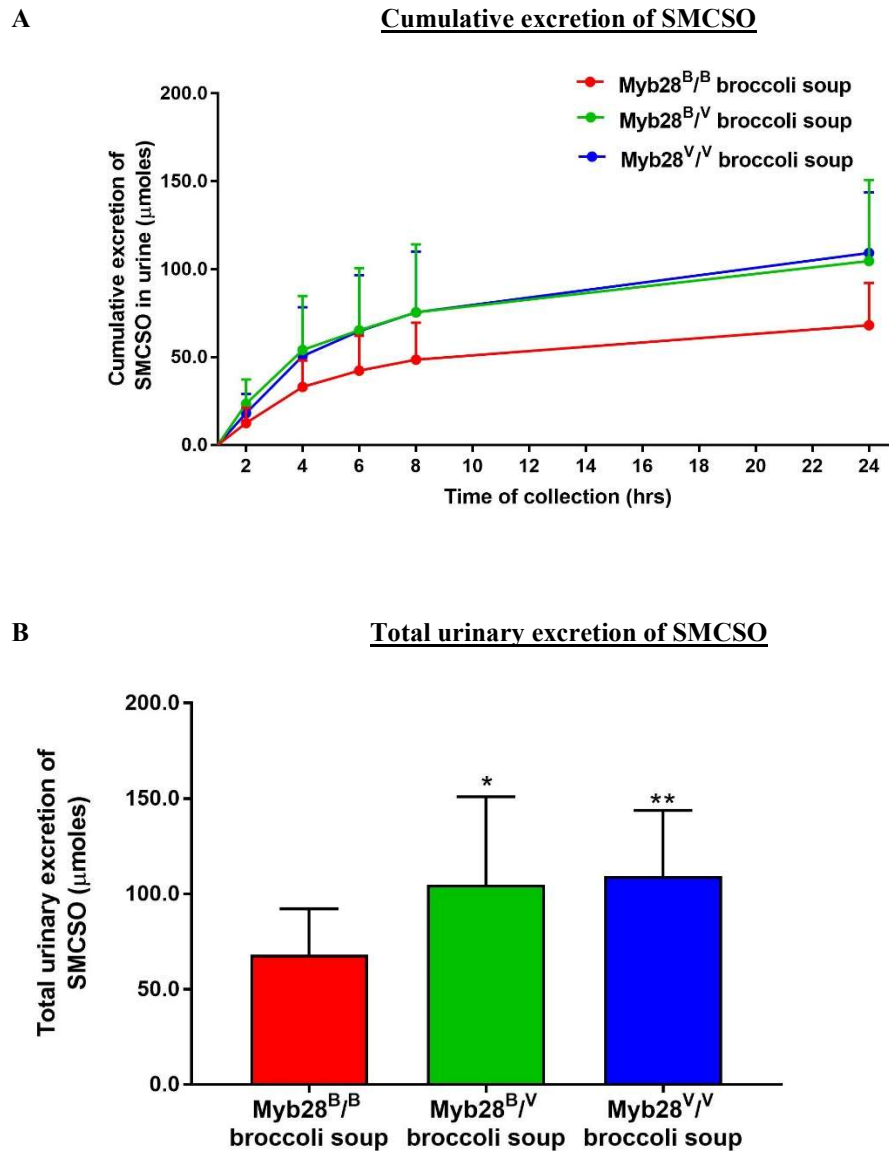 A
Cumulative excretion of SMCSO
Myb28B/B broccoli soup
Myb28B/V broccoli soup
Myb28V/V broccoli soup
200.0
150.0
100.0
50.0
0.0
Cumulative excretion of
SMCSO in urine (μmoles)
2 4 6 8 10 12 14 16 18 20 22 24
Time of collection (hrs)
B
Total urinary excretion of SMCSO
200.0
150.0
100.0
50.0
0.0
Total urinary excretion of
SMCSO (μmoles)
*
**
Myb28B/B
broccoli soup
Myb28B/V
broccoli soup
Myb28V/V
broccoli soup